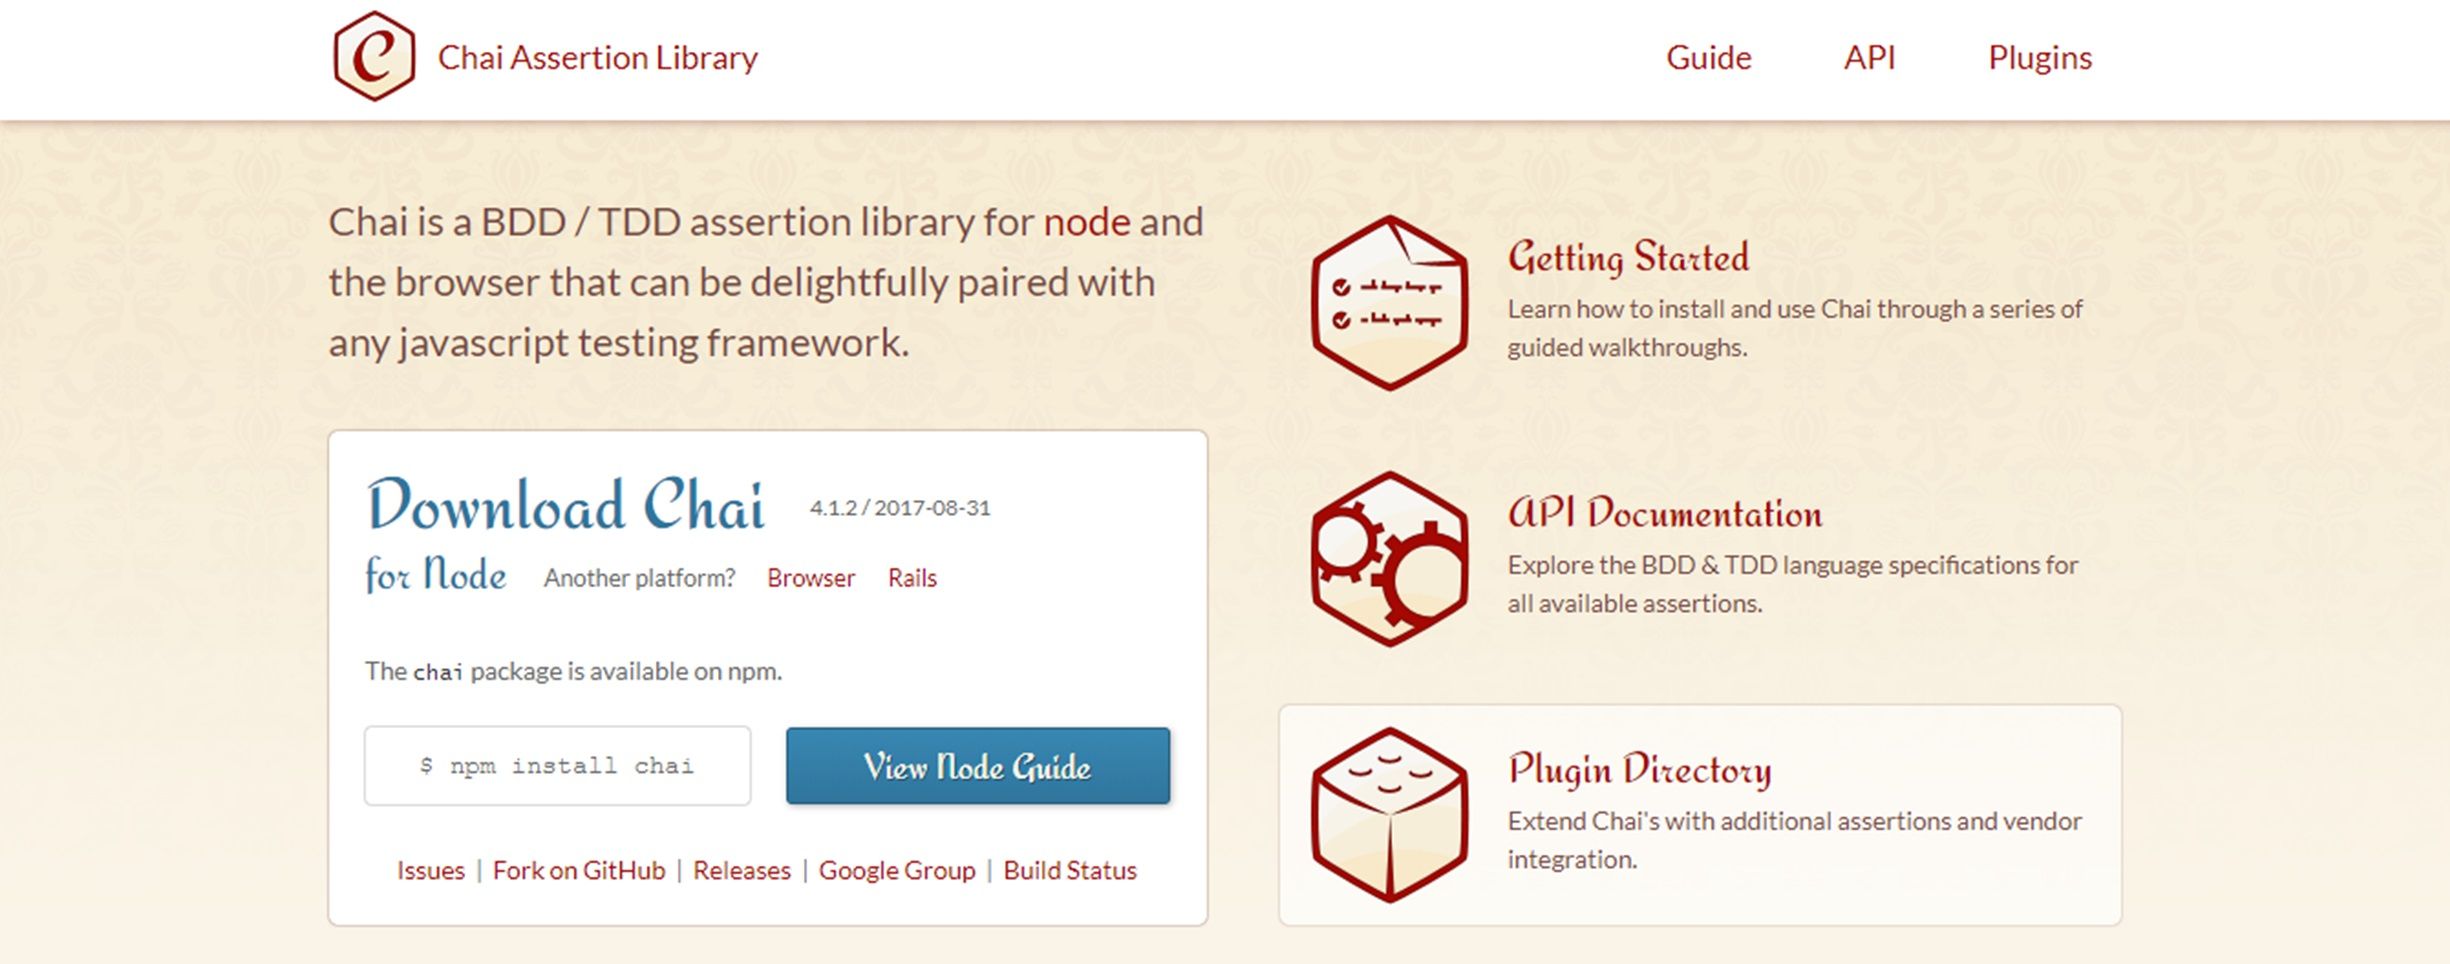 C Chai Assertion Library
Guide API Plugins
Chai is a BDD / TDD assertion library for node and
the browser that can be delightfully paired with
any javascript testing framework.
Download Chai 4.1.2 / 2017-08-31
for Node Another platform? Browser Rails
The chai package is available on npm.
$ npm install chai
View Node Guide
Issues | Fork on GitHub | Releases | Google Group | Build Status
Getting Started
Learn how to install and use Chai through a series of
guided walkthroughs.
API Documentation
Explore the BDD & TDD language specifications for
all available assertions.
Plugin Directory
Extend Chai's with additional assertions and vendor
integration.